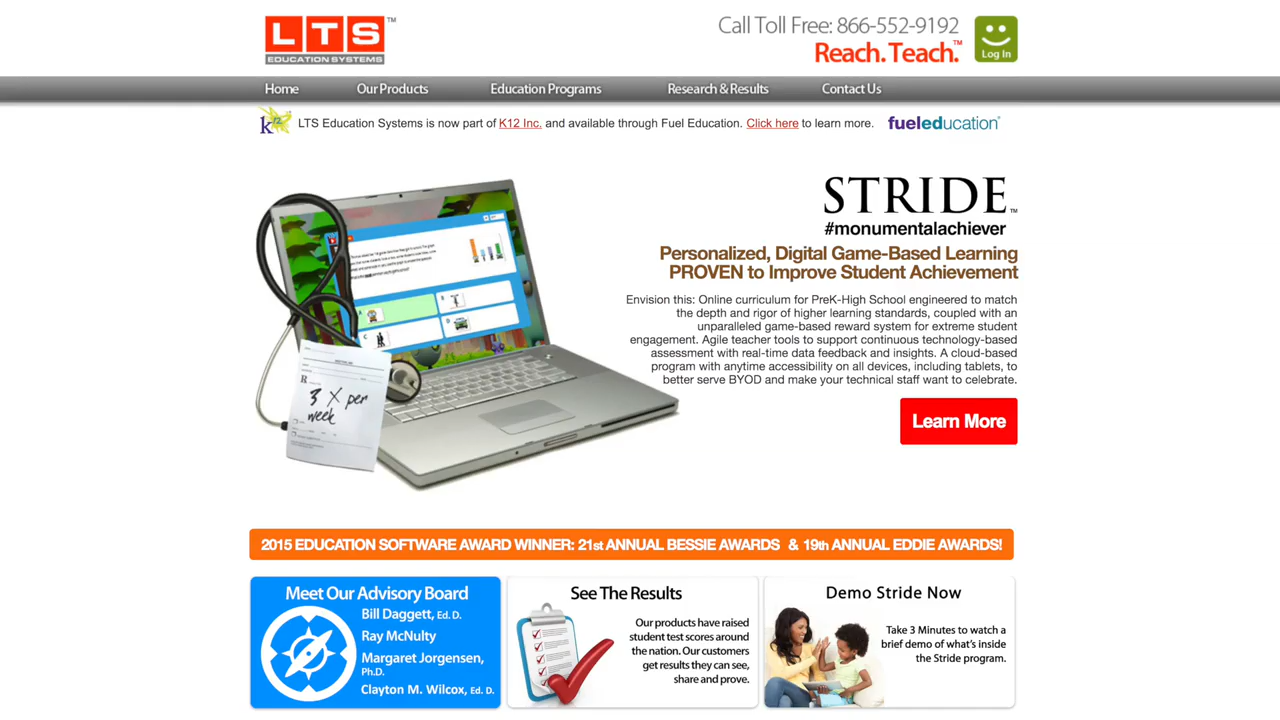 LTS™
EDUCATION SYSTEMS
Call Toll Free: 866-552-9192
Reach. Teach.™
Log In
Home Our Products Education Programs Research & Results Contact Us
k12 LTS Education Systems is now part of K12 Inc. and available through Fuel Education. Click here to learn more. fueleducation
STRIDE™
#monumentalachiever
Personalized, Digital Game-Based Learning
PROVEN to Improve Student Achievement
Envision this: Online curriculum for PreK-High School engineered to match
the depth and rigor of higher learning standards, coupled with an
unparalleled game-based reward system for extreme student
engagement. Agile teacher tools to support continuous technology-based
assessment with real-time data feedback and insights. A cloud-based
program with anytime accessibility on all devices, including tablets, to
better serve BYOD and make your technical staff want to celebrate.
Learn More
3 X per
week
2015 EDUCATION SOFTWARE AWARD WINNER: 21st ANNUAL BESSIE AWARDS & 19th ANNUAL EDDIE AWARDS!
Meet Our Advisory Board
Bill Daggett, Ed. D.
Ray McNulty
Margaret Jorgensen,
Ph.D.
Clayton M. Wilcox, Ed. D.
See The Results
Our products have raised
student test scores around
the nation. Our customers
get results they can see,
share and prove.
Demo Stride Now
Take 3 Minutes to watch a
brief demo of what's inside
the Stride program.